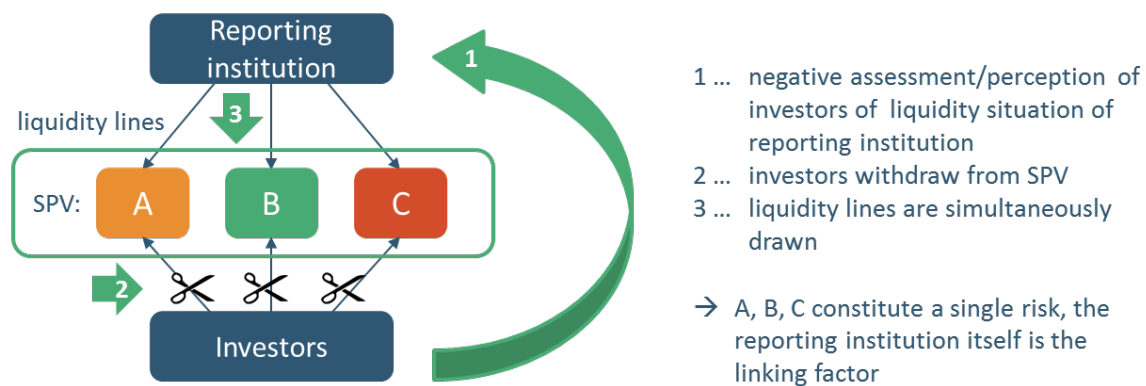 Reporting
institution
1
3
liquidity lines
SPV:
A
B
C
2
Investors
1 ... negative assessment/perception of
investors of liquidity situation of
reporting institution
2 ... investors withdraw from SPV
3 ... liquidity lines are simultaneously
drawn
→ A, B, C constitute a single risk, the
reporting institution itself is the
linking factor